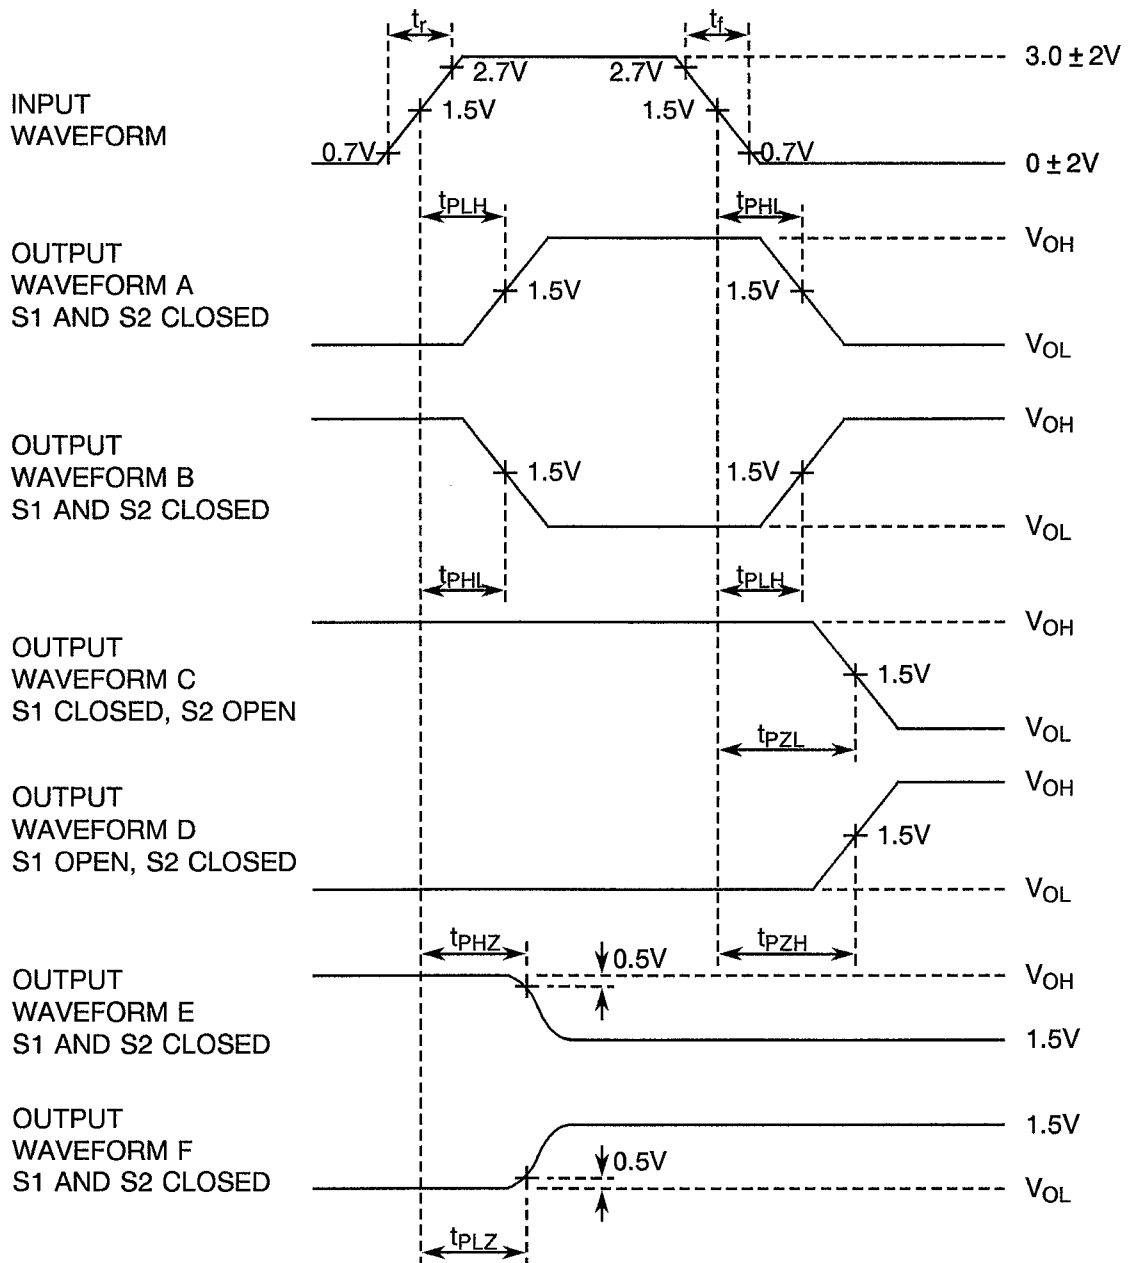 tr
tf
3.0 ± 2V
2.7V
2.7V
INPUT
WAVEFORM
1.5V
1.5V
0.7V
0.7V
0 ± 2V
tPLH
tPHL
OUTPUT
WAVEFORM A
S1 AND S2 CLOSED
VOH
1.5V
1.5V
VOL
OUTPUT
WAVEFORM B
S1 AND S2 CLOSED
VOH
1.5V
1.5V
VOL
tPHL
tPLH
OUTPUT
WAVEFORM C
S1 CLOSED, S2 OPEN
VOH
1.5V
VOL
tPZL
OUTPUT
WAVEFORM D
S1 OPEN, S2 CLOSED
VOH
1.5V
VOL
tPHZ
tPZH
0.5V
OUTPUT
WAVEFORM E
S1 AND S2 CLOSED
VOH
1.5V
OUTPUT
WAVEFORM F
S1 AND S2 CLOSED
1.5V
0.5V
VOL
tPLZ